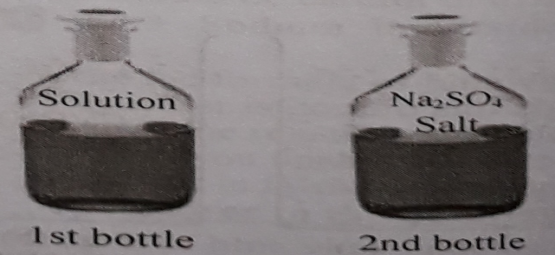 Solution
Na₂SO₄
Salt
1st bottle
2nd bottle